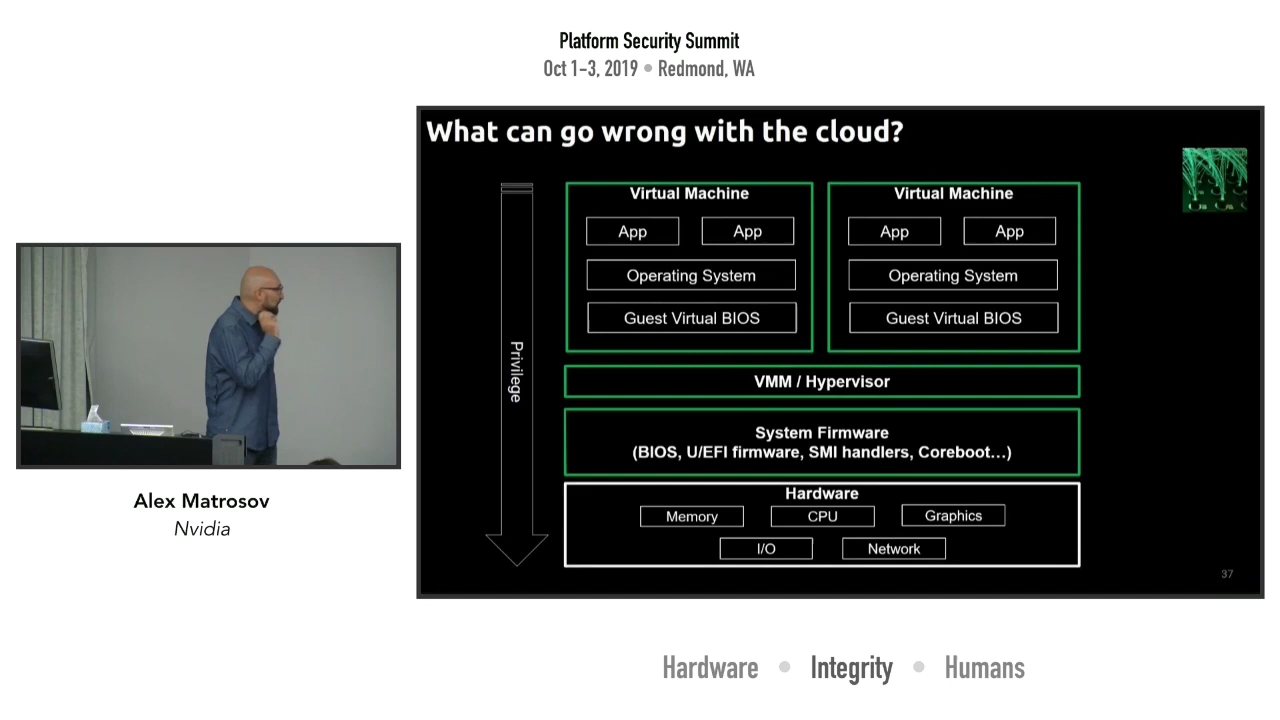 Platform Security Summit
Oct 1-3, 2019 • Redmond, WA
What can go wrong with the cloud?
Privilege
Virtual Machine
App App
Operating System
Guest Virtual BIOS
Virtual Machine
App App
Operating System
Guest Virtual BIOS
VMM / Hypervisor
System Firmware
(BIOS, U/EFI firmware, SMI handlers, Coreboot…)
Hardware
Memory CPU Graphics
I/O Network
37
Alex Matrosov
Nvidia
Hardware • Integrity • Humans